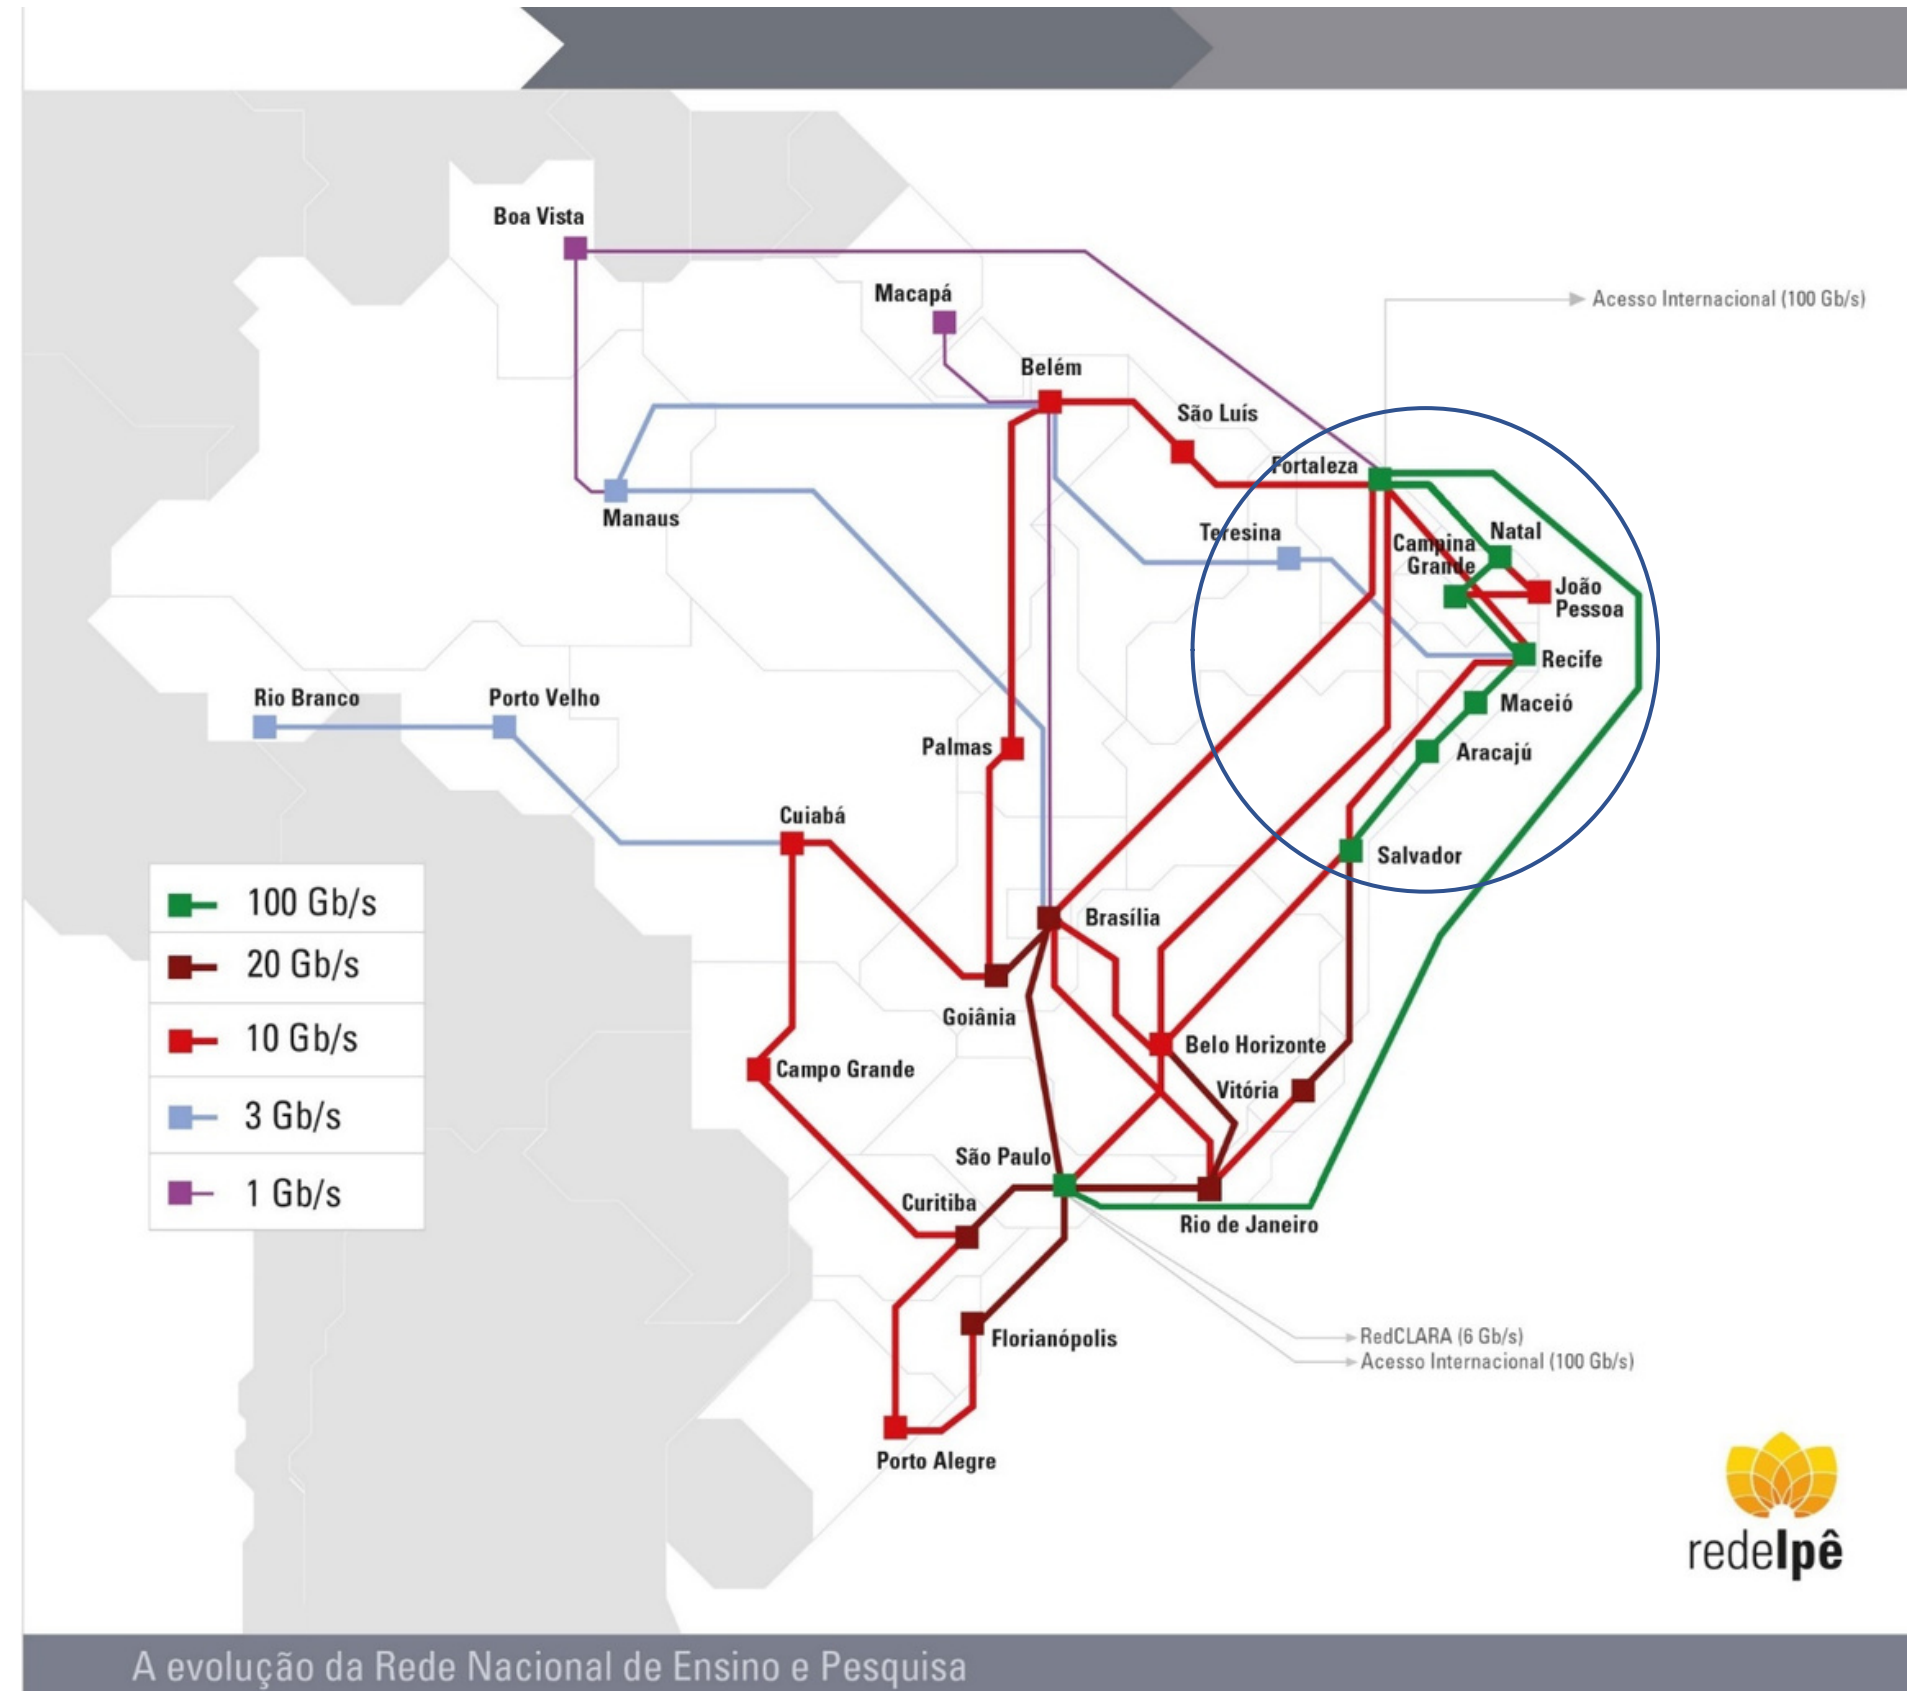 Boa Vista
Macapá
Acesso Internacional (100 Gb/s)
Belém
São Luís
Fortaleza
Manaus
Teresina
Natal
Campina
Grande
João
Pessoa
Recife
Rio Branco
Porto Velho
Maceió
Palmas
Aracajú
Cuiabá
Salvador
100 Gb/s
20 Gb/s
10 Gb/s
3 Gb/s
1 Gb/s
Brasília
Goiânia
Belo Horizonte
Campo Grande
Vitória
São Paulo
Curitiba
Rio de Janeiro
Florianópolis
RedCLARA (6 Gb/s)
Acesso Internacional (100 Gb/s)
Porto Alegre
redeIpê
A evolução da Rede Nacional de Ensino e Pesquisa